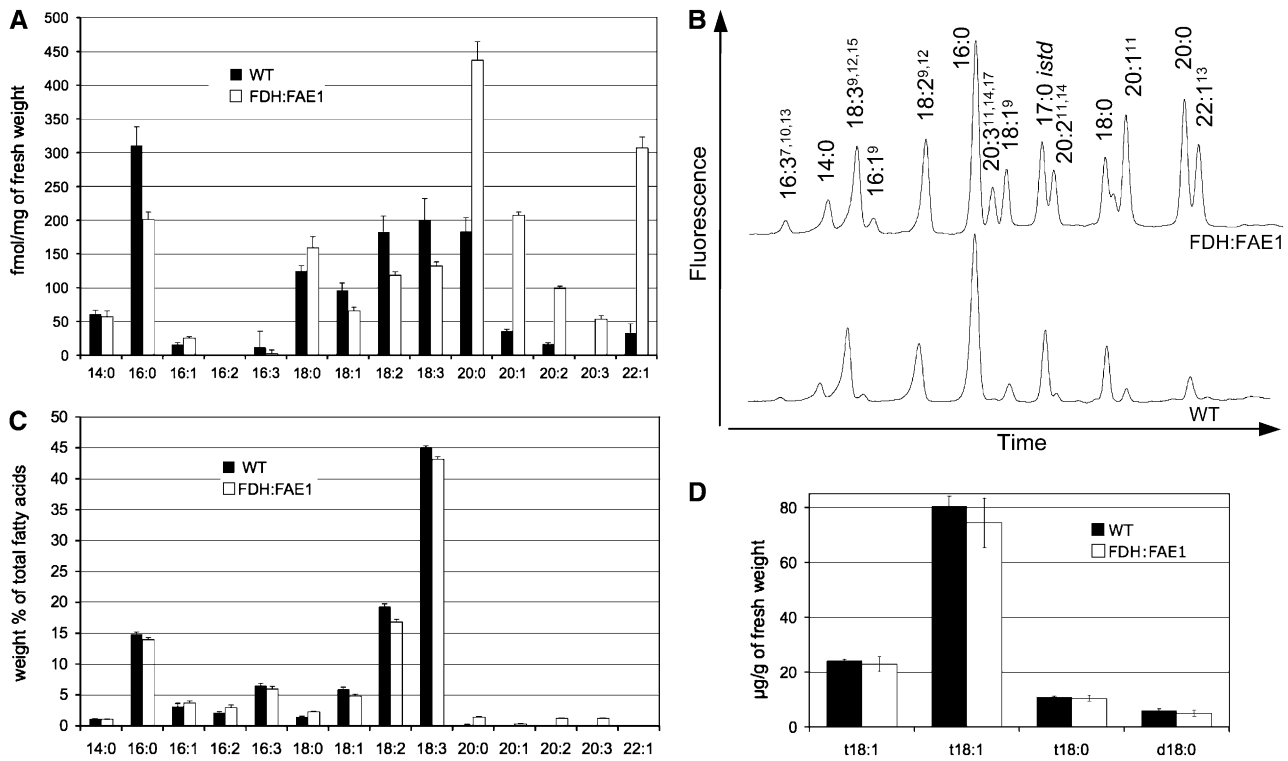 A
500
450
400
350
300
250
200
150
100
50
0
fmol/mg of fresh weight
WT
FDH:FAE1
14:0 16:0 16:1 16:2 16:3 18:0 18:1 18:2 18:3 20:0 20:1 20:2 20:3 22:1
B
Fluorescence
16:3⁷,¹⁰,¹³
14:0
18:3⁹,¹²,¹⁵
16:1⁹
18:2⁹,¹²
16:0
20:3¹¹,¹⁴,¹⁷
18:1⁹
17:0 istd
20:2¹¹,¹⁴
18:0
20:1¹¹
20:0
22:1¹³
FDH:FAE1
WT
Time
C
50
45
40
35
30
25
20
15
10
5
0
weight % of total fatty acids
WT
FDH:FAE1
14:0 16:0 16:1 16:2 16:3 18:0 18:1 18:2 18:3 20:0 20:1 20:2 20:3 22:1
D
80
60
40
20
0
µg/g of fresh weight
WT
FDH:FAE1
t18:1 t18:1 t18:0 d18:0